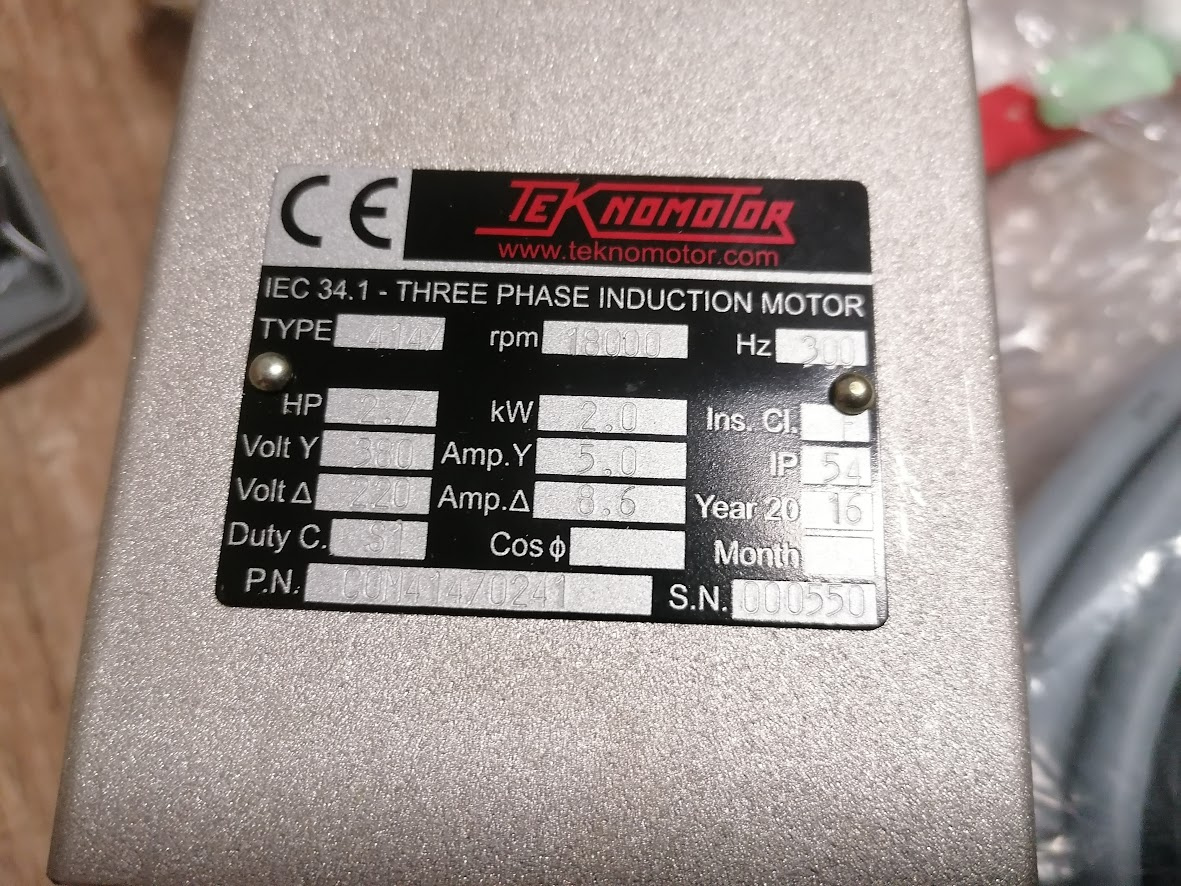 CE TEKNOMOTOR
www.teknomotor.com
IEC 34.1 - THREE PHASE INDUCTION MOTOR
TYPE 4147 rpm 18000 Hz 300
HP 2.7 kW 2.0 Ins. Cl. F
Volt Y 380 Amp.Y 5.0 IP 54
Volt Δ 220 Amp.Δ 8.6 Year 20 16
Duty C. S1 Cos ϕ Month
P.N. COM41470241 S.N. 000550